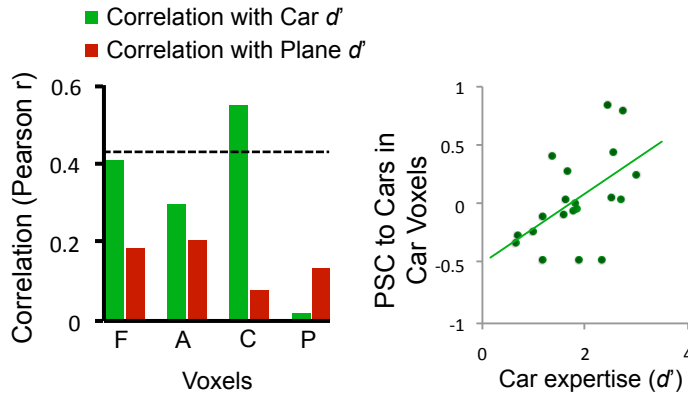 Correlation with Car d'
Correlation with Plane d'
Correlation (Pearson r)
0.6
0.4
0.2
0
F A C P
Voxels
PSC to Cars in
Car Voxels
1
0.5
0
-0.5
-1
0 2 4
Car expertise (d')